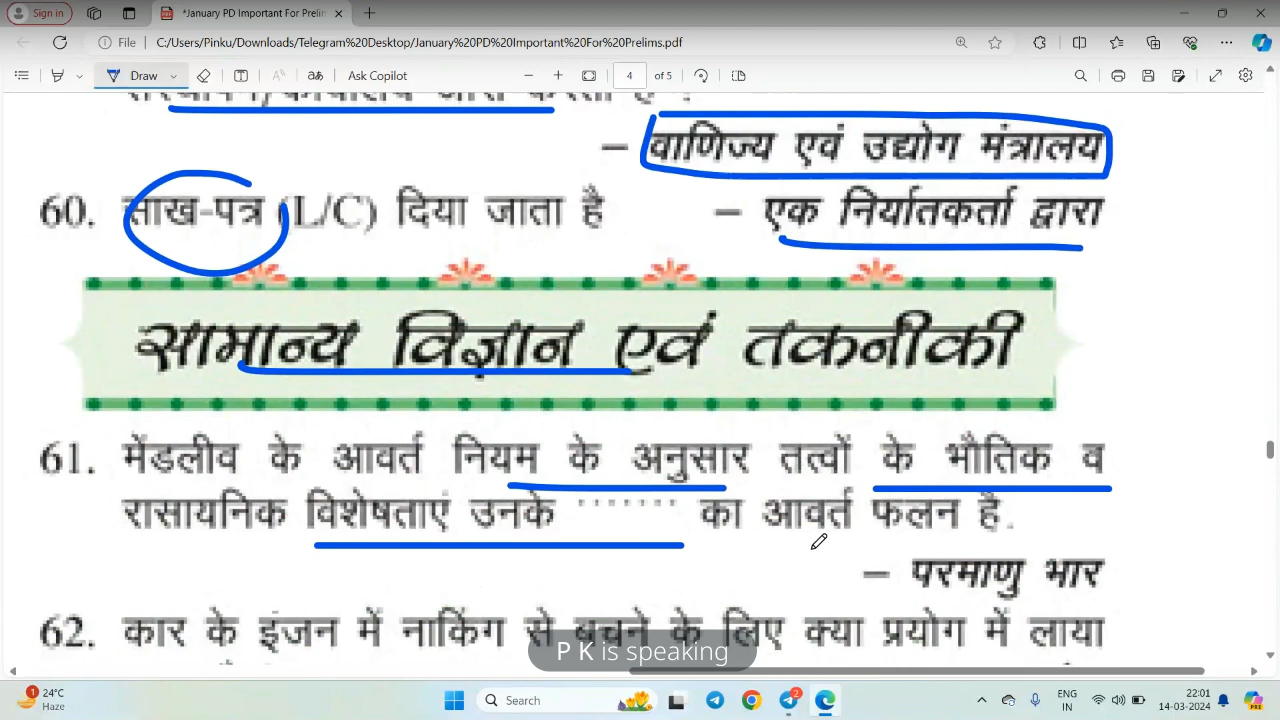 Sign in
*January PD Important For Prelin
File
C:/Users/Pinku/Downloads/Telegram%20Desktop/January%20PD%20Important%20For%20Prelims.pdf
Draw
Ask Copilot
4 of 5
– वाणिज्य एवं उद्योग मंत्रालय
60. साख-पत्र (L/C) दिया जाता है – एक निर्यातकर्ता द्वारा
सामान्य विज्ञान एवं तकनीकी
61. मेंडलीव के आवर्त नियम के अनुसार तत्वों के भौतिक व
रासायनिक विशेषताएं उनके ....... का आवर्त फलन है.
– परमाणु भार
62. कार के इंजन में नाकिंग से बचने के लिए क्या प्रयोग में लाया
P K is speaking
1
24°C
Haze
Search
2
ENG
IN
22:01
14-03-2024